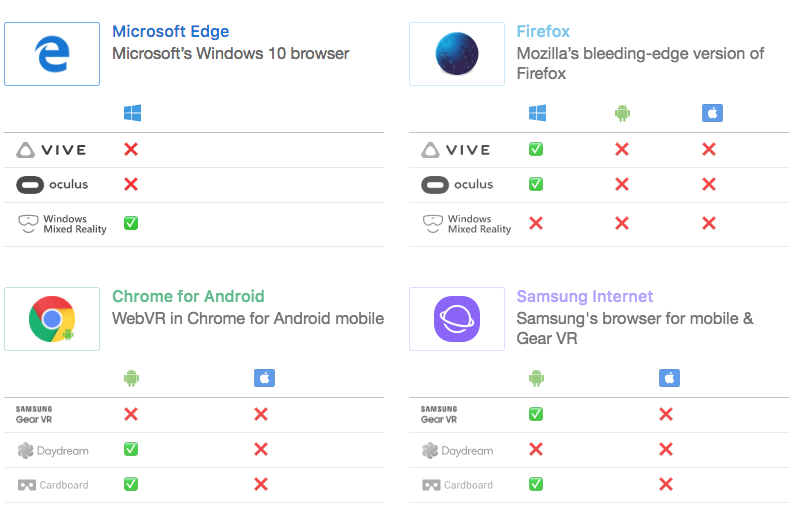 Microsoft Edge
Microsoft's Windows 10 browser
VIVE
oculus
Windows
Mixed Reality
Firefox
Mozilla's bleeding-edge version of
Firefox
VIVE
oculus
Windows
Mixed Reality
Chrome for Android
WebVR in Chrome for Android mobile
SAMSUNG
Gear VR
Daydream
Cardboard
Samsung Internet
Samsung's browser for mobile &
Gear VR
SAMSUNG
Gear VR
Daydream
Cardboard